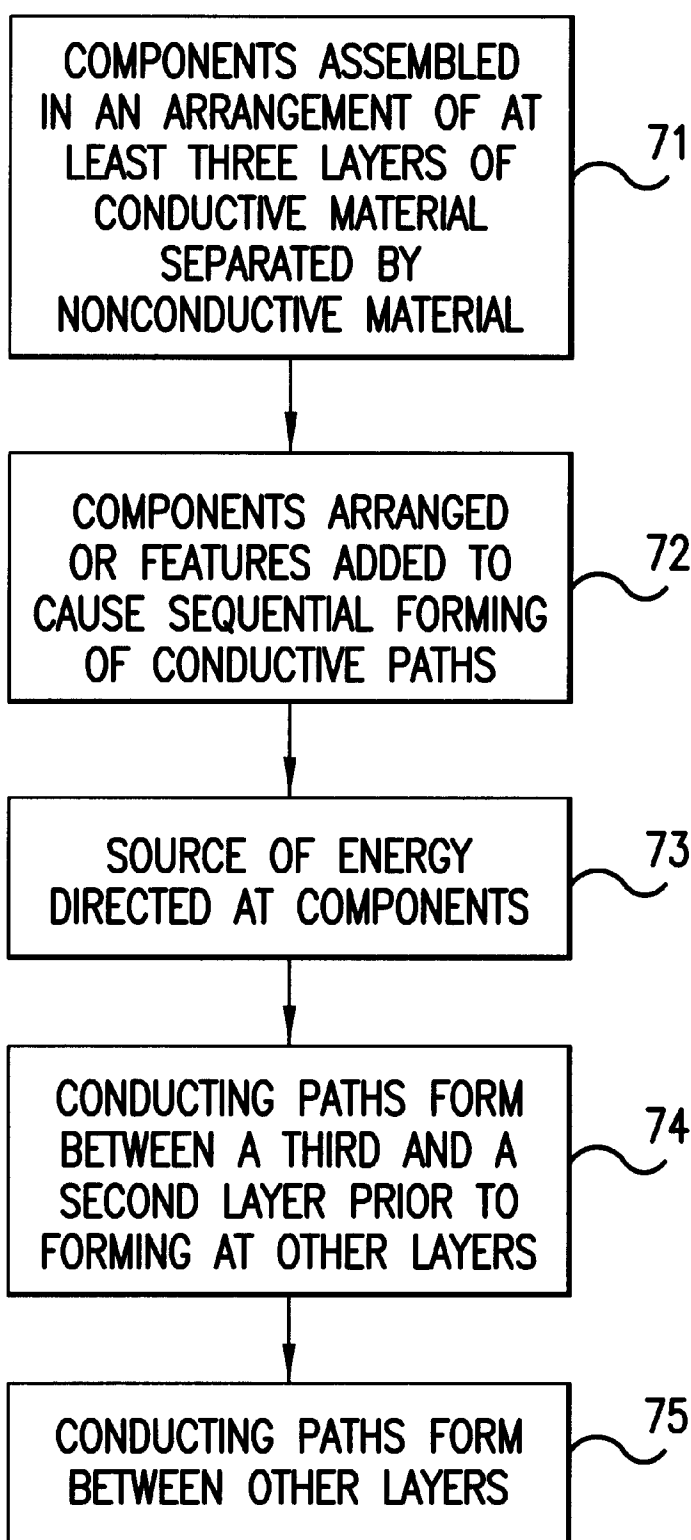 COMPONENTS ASSEMBLED
IN AN ARRANGEMENT OF AT
LEAST THREE LAYERS OF
CONDUCTIVE MATERIAL
SEPARATED BY
NONCONDUCTIVE MATERIAL
71
COMPONENTS ARRANGED
OR FEATURES ADDED TO
CAUSE SEQUENTIAL FORMING
OF CONDUCTIVE PATHS
72
SOURCE OF ENERGY
DIRECTED AT COMPONENTS
73
CONDUCTING PATHS FORM
BETWEEN A THIRD AND A
SECOND LAYER PRIOR TO
FORMING AT OTHER LAYERS
74
CONDUCTING PATHS FORM
BETWEEN OTHER LAYERS
75